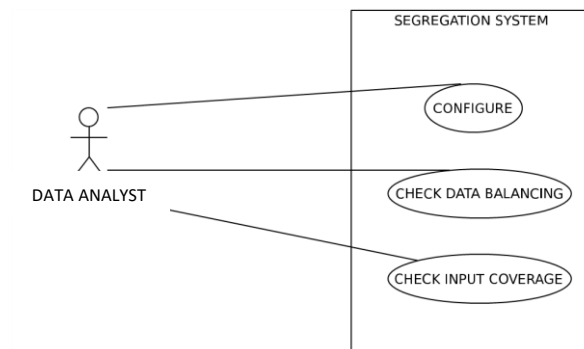 SEGREGATION SYSTEM
CONFIGURE
CHECK DATA BALANCING
DATA ANALYST
CHECK INPUT COVERAGE